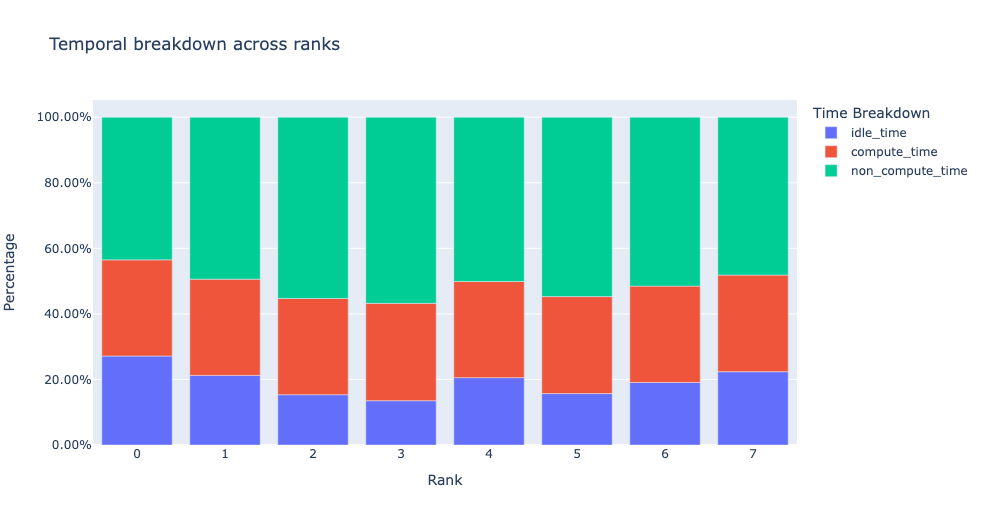 Temporal breakdown across ranks
Time Breakdown
idle_time
compute_time
non_compute_time
Percentage
100.00%
80.00%
60.00%
40.00%
20.00%
0.00%
0 1 2 3 4 5 6 7
Rank